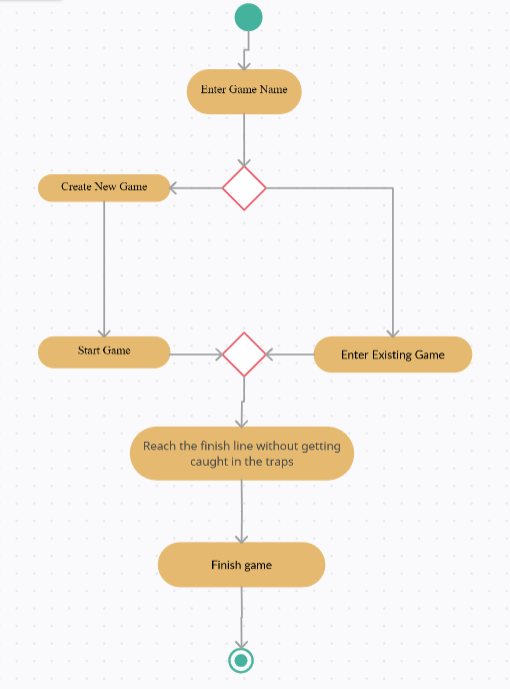 Enter Game Name
Create New Game
Start Game
Enter Existing Game
Reach the finish line without getting
caught in the traps
Finish game